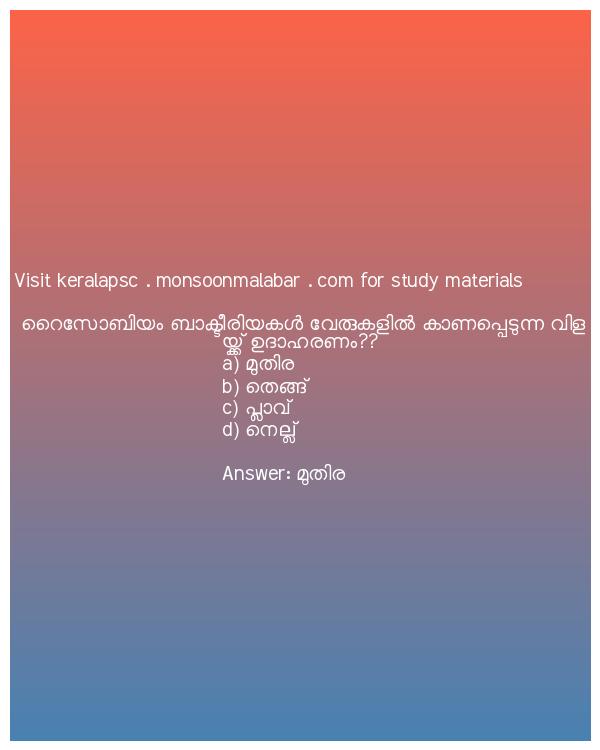 Visit keralapsc . monsoonmalabar . com for study materials
റൈസോബിയം ബാക്ടീരിയകൾ വേരുകളിൽ കാണപ്പെടുന്ന വിള
യ്ക്ക് ഉദാഹരണം??
a) മുതിര
b) തെങ്ങ്
c) പ്ലാവ്
d) നെല്ല്
Answer: മുതിര